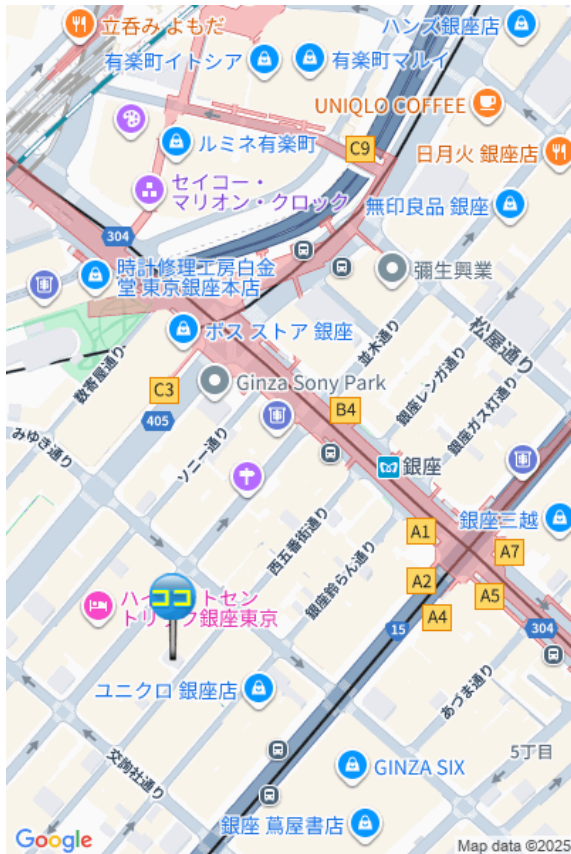 立呑み よもだ
ハンズ銀座店
有楽町イトシア
有楽町マルイ
UNIQLO COFFEE
ルミネ有楽町
C9
日月火 銀座店
セイコー・
マリオン・クロック
無印良品 銀座
304
時計修理工房白金
堂 東京銀座本店
彌生興業
ボス ストア 銀座
並木通り
松屋通り
数寄屋通り
Ginza Sony Park
C3
405
B4
銀座レンガ通り
銀座ガス灯通り
みゆき通り
ソニー通り
銀座
銀座三越
西五番街通り
A1
A7
銀座鈴らん通り
A2
A5
A4
ココ
トセン
銀座東京
15
304
ユニクロ 銀座店
あづま通り
交詢社通り
5丁目
GINZA SIX
銀座 蔦屋書店
Google
Map data ©2025